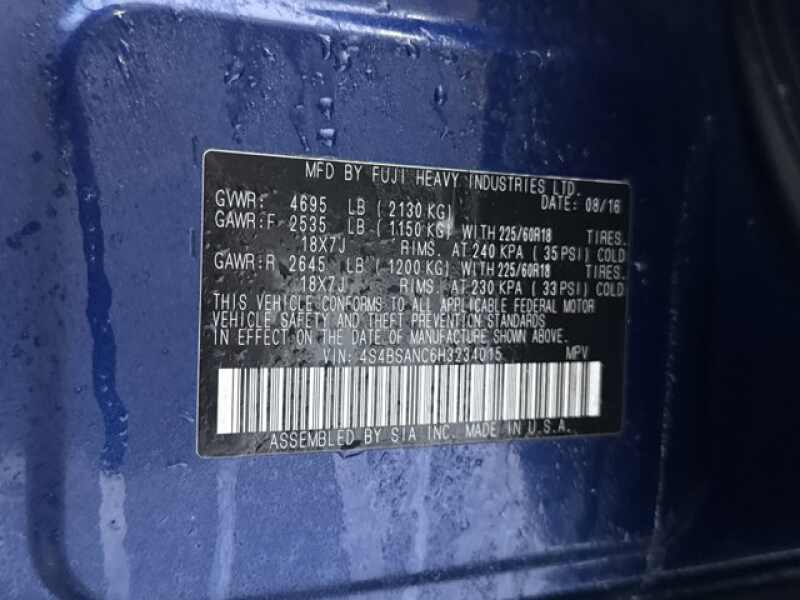 MFD BY FUJI HEAVY INDUSTRIES LTD.
DATE: 08/16
GVWR: 4695 LB ( 2130 KG)
GAWR:F 2535 LB ( 1150 KG) WITH 225/60R18 TIRES.
18X7J RIMS. AT 240 KPA ( 35 PSI) COLD
GAWR:R 2645 LB ( 1200 KG) WITH 225/60R18 TIRES.
18X7J RIMS. AT 230 KPA ( 33 PSI) COLD
THIS VEHICLE CONFORMS TO ALL APPLICABLE FEDERAL MOTOR
VEHICLE SAFETY AND THEFT PREVENTION STANDARDS
IN EFFECT ON THE DATE OF MANUFACTURE SHOWN ABOVE.
VIN: 4S4BSANC6H3234015 MPV
ASSEMBLED BY SIA INC. MADE IN U.S.A.